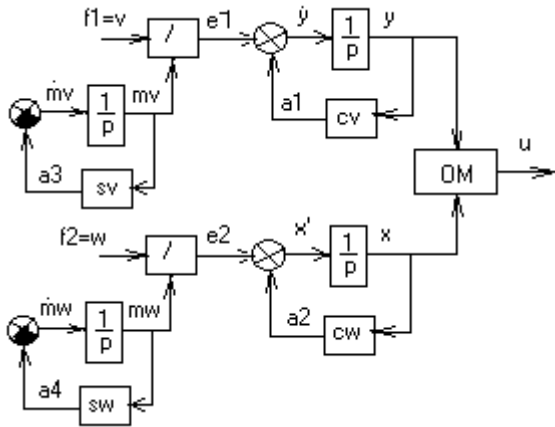 f1=v / e1 ẏ 1/p y
ṁv 1/p mv a1 cv
a3 sv u
OM
f2=w / e2 x' 1/p x
ṁw 1/p mw a2 cw
a4 sw